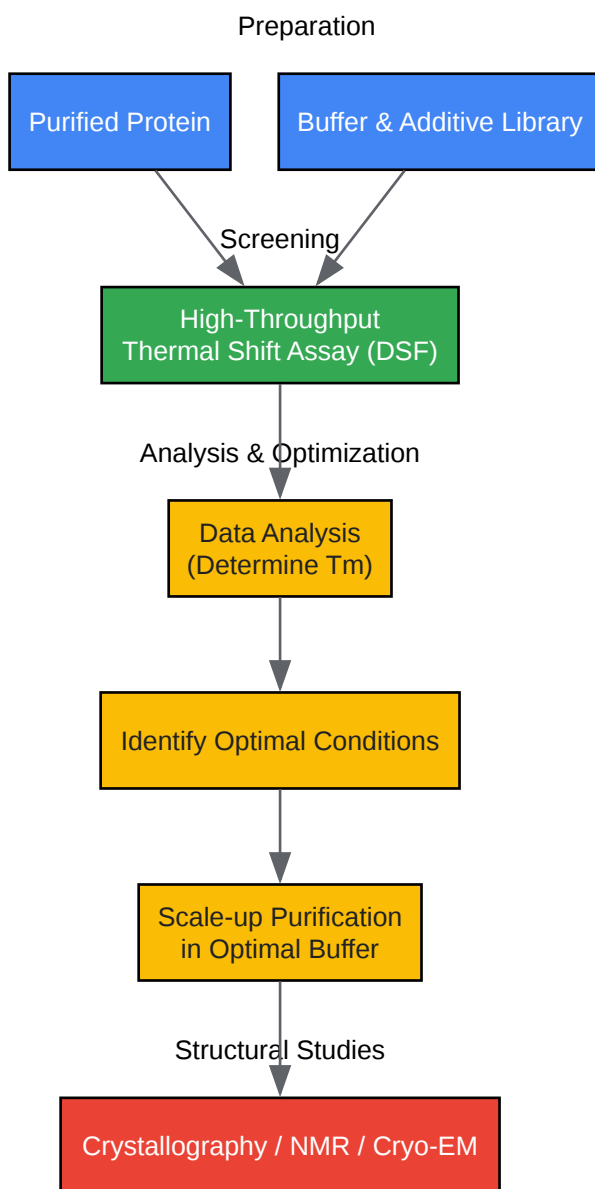 Preparation
Purified Protein
Buffer & Additive Library
Screening
High-Throughput
Thermal Shift Assay (DSF)
Analysis & Optimization
Data Analysis
(Determine Tm)
Identify Optimal Conditions
Scale-up Purification
in Optimal Buffer
Structural Studies
Crystallography / NMR / Cryo-EM